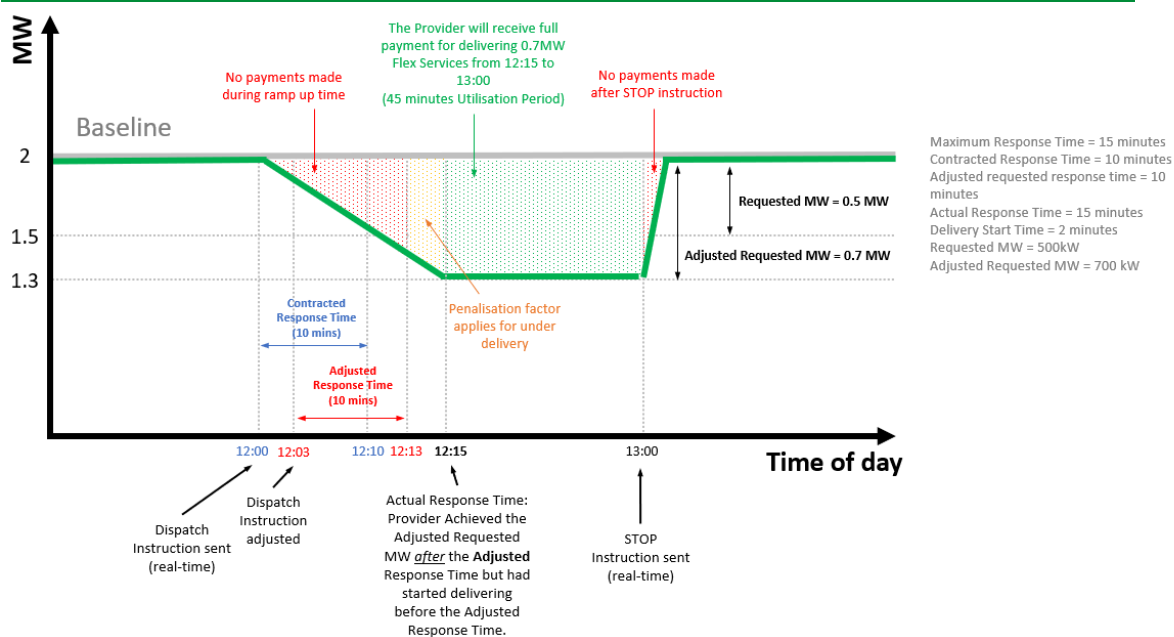 MW
The Provider will receive full
payment for delivering 0.7MW
Flex Services from 12:15 to
13:00
(45 minutes Utilisation Period)
No payments made
during ramp up time
No payments made
after STOP instruction
Baseline
2
1.5
1.3
Requested MW = 0.5 MW
Adjusted Requested MW = 0.7 MW
Maximum Response Time = 15 minutes
Contracted Response Time = 10 minutes
Adjusted requested response time = 10
minutes
Actual Response Time = 15 minutes
Delivery Start Time = 2 minutes
Requested MW = 500kW
Adjusted Requested MW = 700 kW
Contracted
Response Time
(10 mins)
Penalisation factor
applies for under
delivery
Adjusted
Response Time
(10 mins)
12:00
12:03
12:10
12:13
12:15
13:00
Time of day
Dispatch
Instruction sent
(real-time)
Dispatch
Instruction
adjusted
Actual Response Time:
Provider Achieved the
Adjusted Requested
MW after the Adjusted
Response Time but had
started delivering
before the Adjusted
Response Time.
STOP
Instruction sent
(real-time)